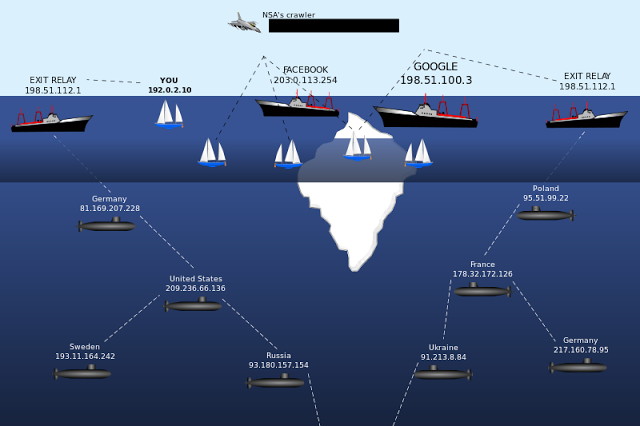 NSA's crawler
FACEBOOK
203.0.113.254
GOOGLE
198.51.100.3
EXIT RELAY
198.51.112.1
YOU
192.0.2.10
EXIT RELAY
198.51.112.1
Germany
81.169.207.228
Poland
95.51.99.22
United States
209.236.66.136
France
178.32.172.126
Sweden
193.11.164.242
Russia
93.180.157.154
Ukraine
91.213.8.84
Germany
217.160.78.95